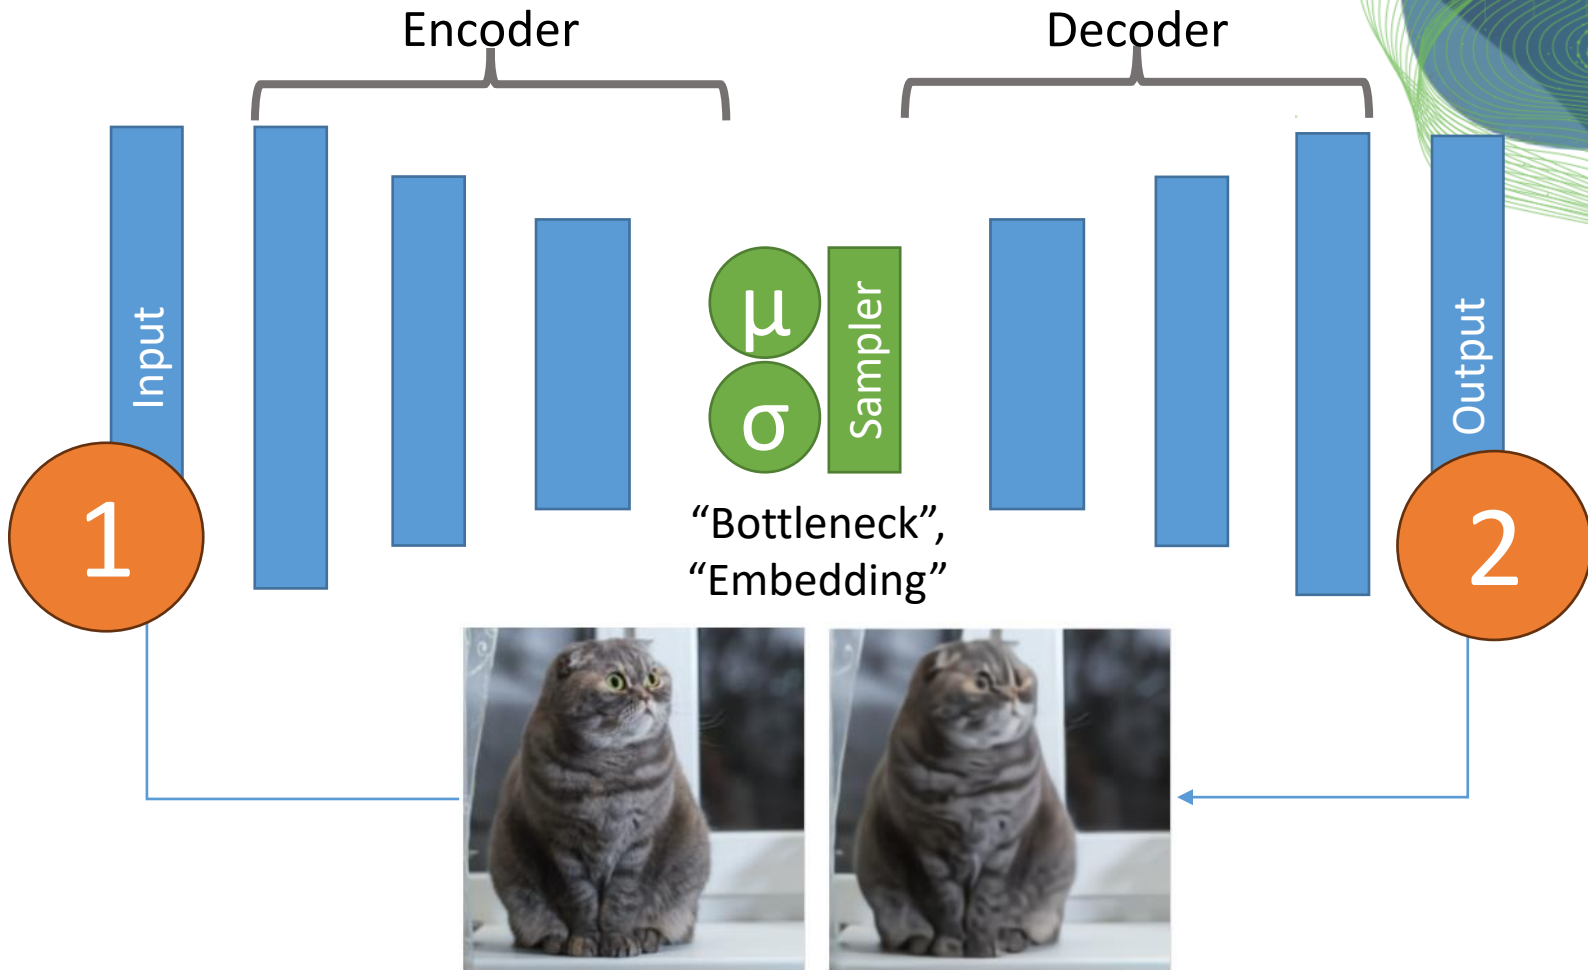 Encoder
Decoder
Input
μ
σ
Sampler
Output
1
2
“Bottleneck”,
“Embedding”